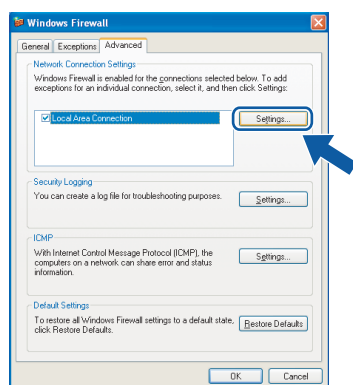 Windows Firewall
General Exceptions Advanced
Network Connection Settings
Windows Firewall is enabled for the connections selected below. To add
exceptions for an individual connection, select it, and then click Settings:
Local Area Connection
Settings...
Security Logging
You can create a log file for troubleshooting purposes.
Settings...
ICMP
With Internet Control Message Protocol (ICMP), the
computers on a network can share error and status
information.
Settings...
Default Settings
To restore all Windows Firewall settings to a default state,
click Restore Defaults.
Restore Defaults
OK Cancel